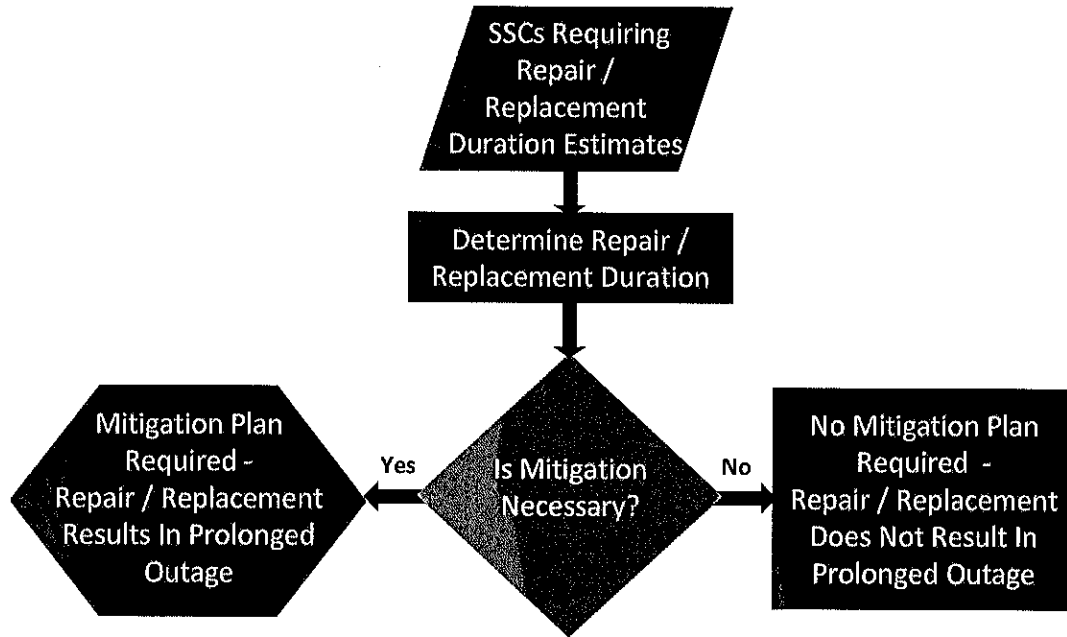 SSCs Requiring
Repair /
Replacement
Duration Estimates
Determine Repair /
Replacement Duration
Mitigation Plan
Required -
Repair / Replacement
Results In Prolonged
Outage
Yes
Is Mitigation
Necessary?
No
No Mitigation Plan
Required -
Repair / Replacement
Does Not Result In
Prolonged Outage